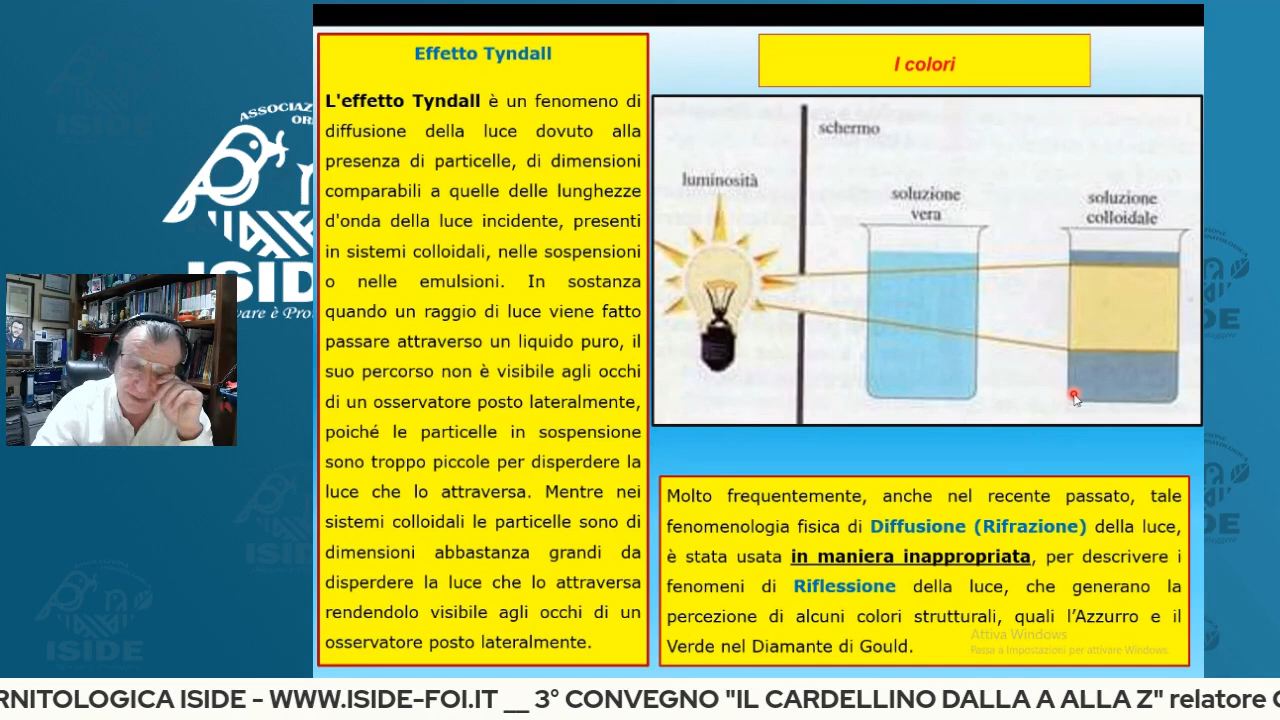 Effetto Tyndall
L'effetto Tyndall è un fenomeno di
diffusione della luce dovuto alla
presenza di particelle, di dimensioni
comparabili a quelle delle lunghezze
d'onda della luce incidente, presenti
in sistemi colloidali, nelle sospensioni
o nelle emulsioni. In sostanza
quando un raggio di luce viene fatto
passare attraverso un liquido puro, il
suo percorso non è visibile agli occhi
di un osservatore posto lateralmente,
poiché le particelle in sospensione
sono troppo piccole per disperdere la
luce che lo attraversa. Mentre nei
sistemi colloidali le particelle sono di
dimensioni abbastanza grandi da
disperdere la luce che lo attraversa
rendendolo visibile agli occhi di un
osservatore posto lateralmente.
I colori
schermo
luminosità
soluzione
vera
soluzione
colloidale
Molto frequentemente, anche nel recente passato, tale
fenomenologia fisica di Diffusione (Rifrazione) della luce,
è stata usata in maniera inappropriata, per descrivere i
fenomeni di Riflessione della luce, che generano la
percezione di alcuni colori strutturali, quali l'Azzurro e il
Verde nel Diamante di Gould.
Attiva Windows
Passa a Impostazioni per attivare Windows.
ASSOCIAZ
OR
ISID
vare è Pro
ISIDE
RNITOLOGICA ISIDE - WWW.ISIDE-FOI.IT __ 3° CONVEGNO "IL CARDELLINO DALLA A ALLA Z" relatore